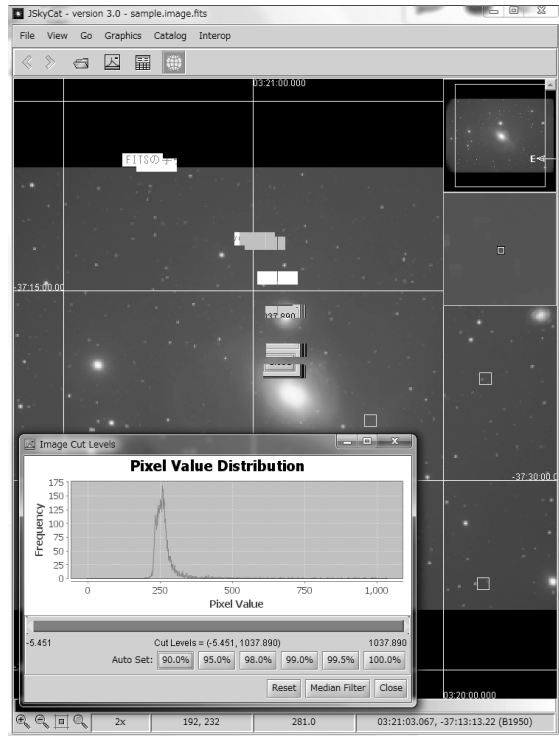 JSkyCat - version 3.0 - sample.image.fits
File View Go Graphics Catalog Interop
03:21:00.000
E
FITSの
-37:15:00.00
037.890
Image Cut Levels
Pixel Value Distribution
Frequency
175
150
125
100
75
50
25
0
0 250 500 750 1,000
Pixel Value
-37:30:00.0
-5.451 Cut Levels = (-5.451, 1037.890) 1037.890
Auto Set: 90.0% 95.0% 98.0% 99.0% 99.5% 100.0%
Reset Median Filter Close
03:20:00.000
2x 192, 232 281.0 03:21:03.067, -37:13:13.22 (B1950)